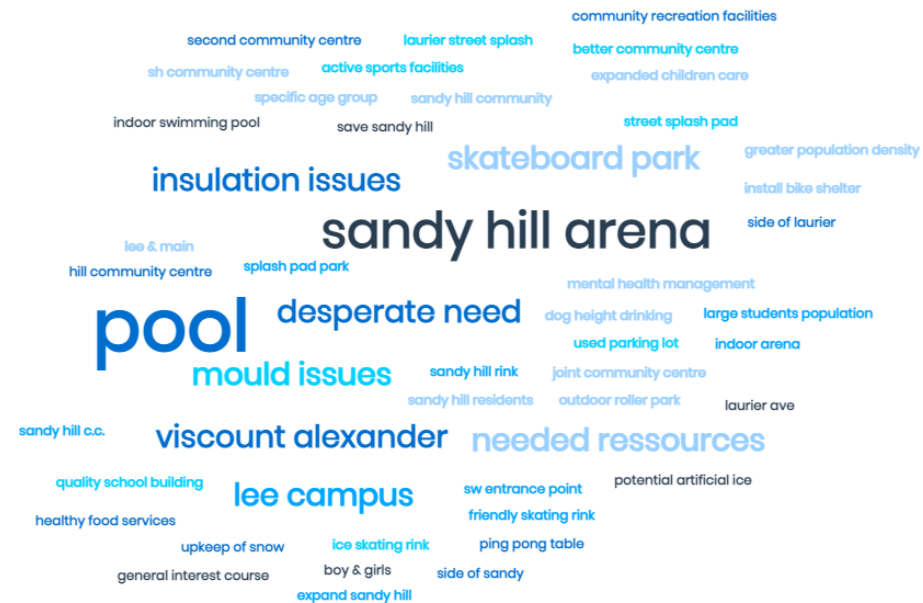 community recreation facilities
second community centre
laurier street splash
better community centre
sh community centre
active sports facilities
expanded children care
specific age group
sandy hill community
indoor swimming pool
save sandy hill
street splash pad
skateboard park
greater population density
insulation issues
install bike shelter
sandy hill arena
side of laurier
lee & main
hill community centre
splash pad park
mental health management
pool
desperate need
dog height drinking
large students population
used parking lot
indoor arena
mould issues
sandy hill rink
joint community centre
sandy hill residents
outdoor roller park
laurier ave
sandy hill c.c.
viscount alexander
needed ressources
quality school building
lee campus
sw entrance point
potential artificial ice
healthy food services
friendly skating rink
upkeep of snow
ice skating rink
ping pong table
general interest course
boy & girls
side of sandy
expand sandy hill